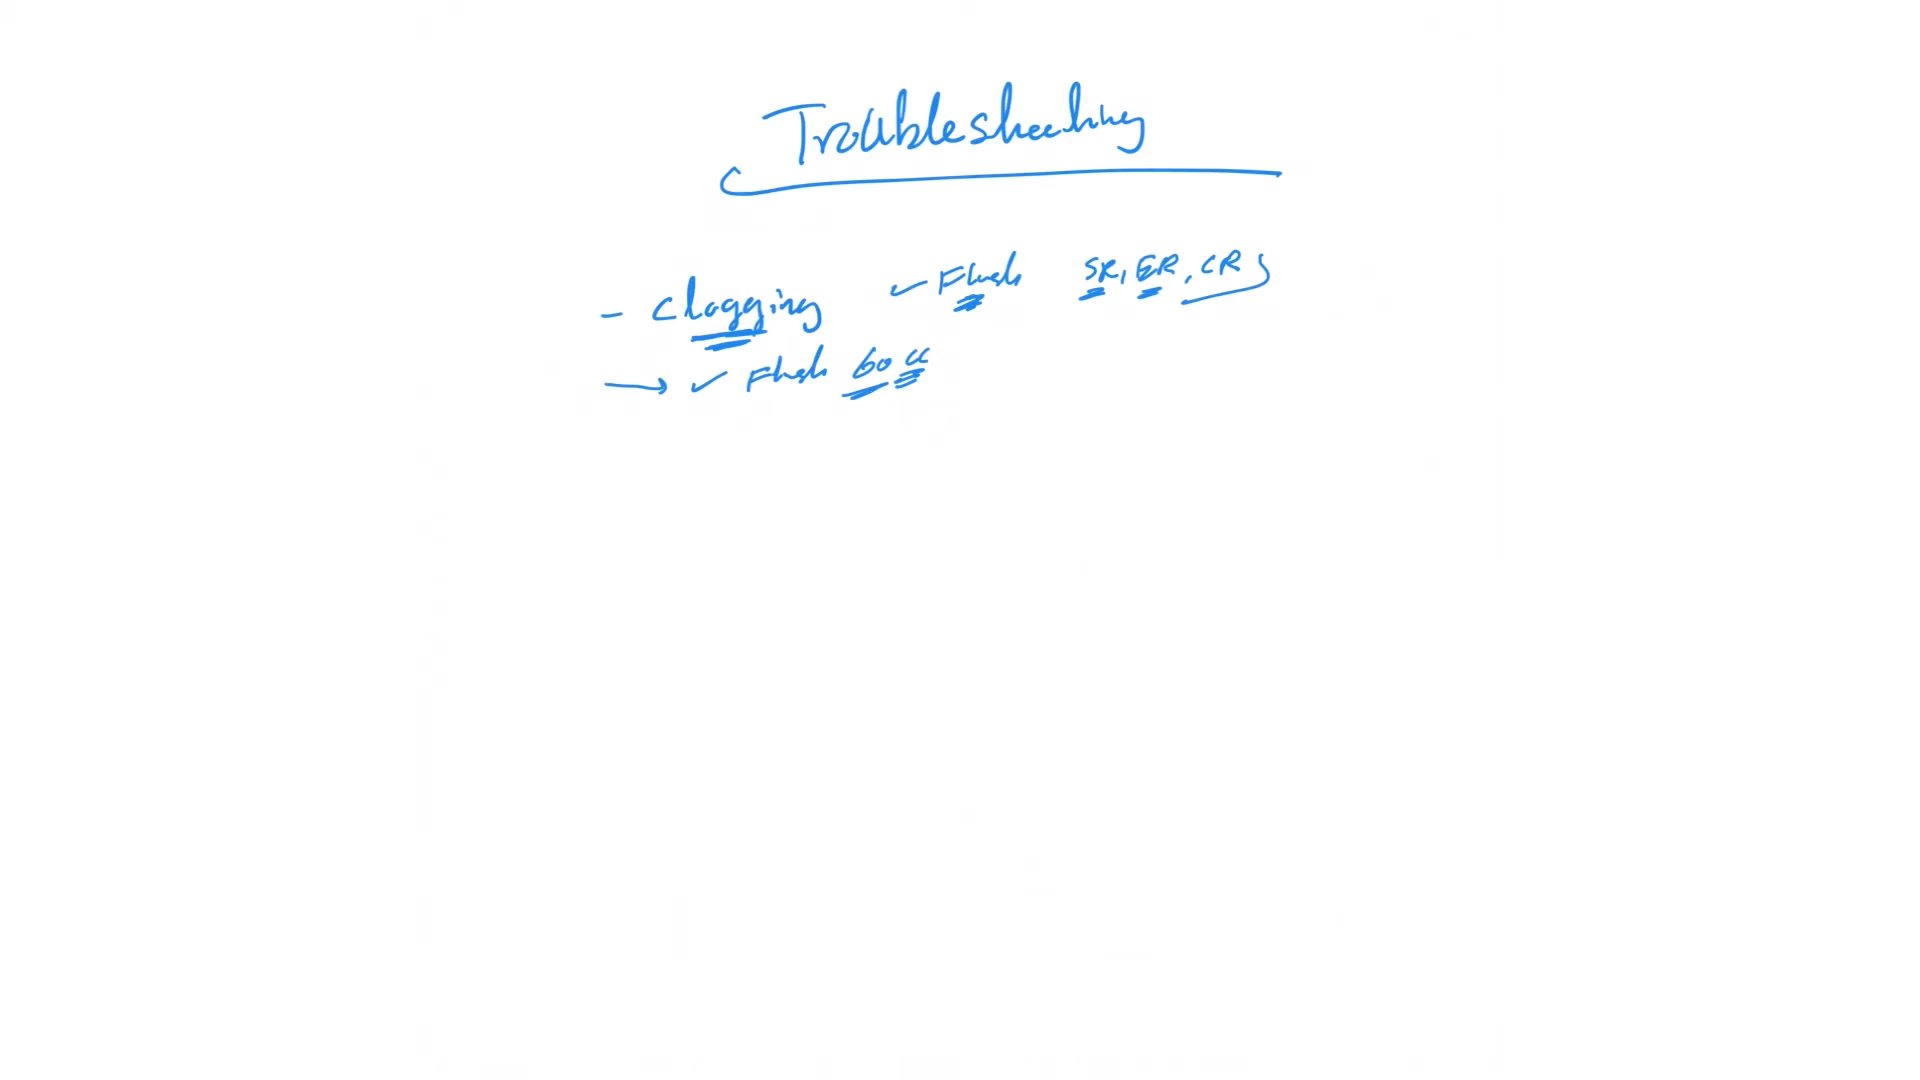 Troubleshooting
- Clogging ✓ Flush SR, ER, CR
→ ✓ Flush 60 cc